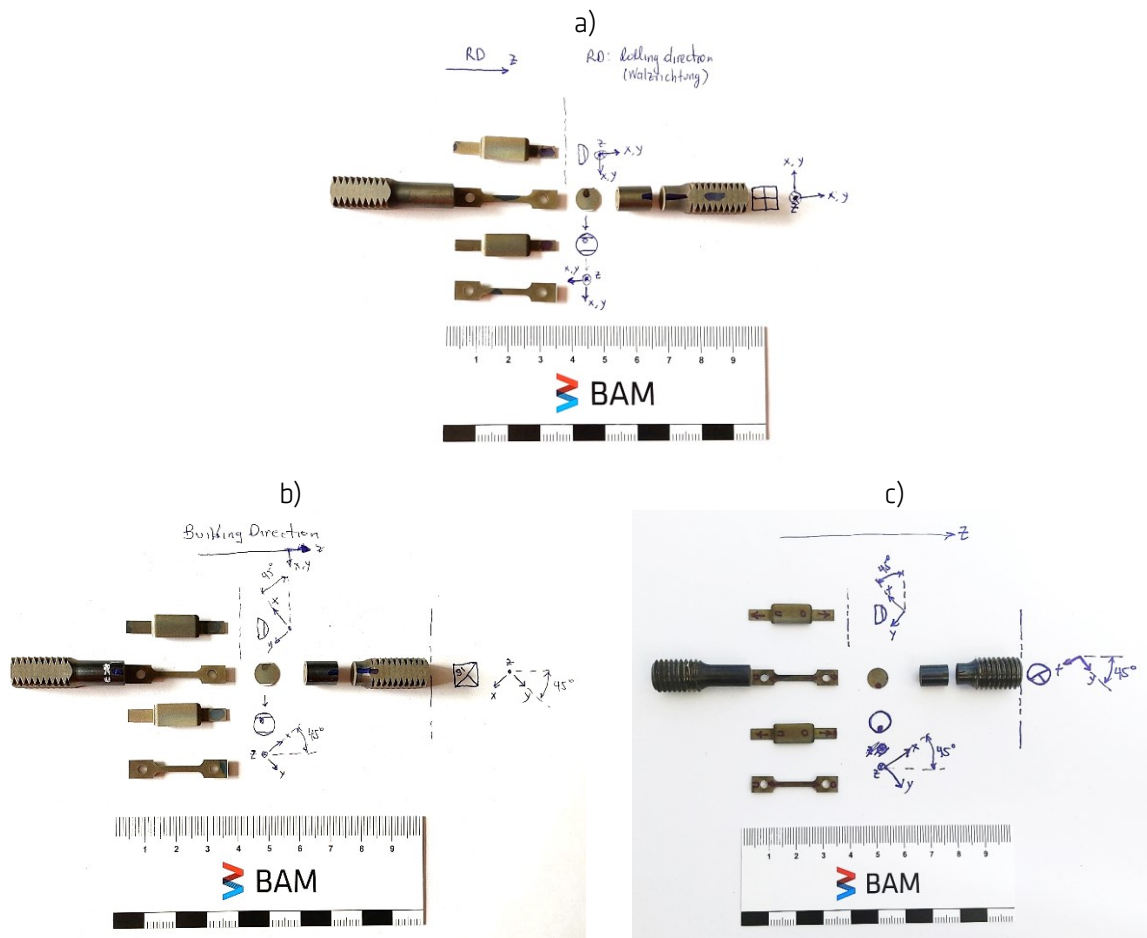 a)
RD
z
RD: Rolling direction
(Walzrichtung)
z
x,y
x,y
x,y
x,y
z
x,y
z
x,y
1 2 3 4 5 6 7 8 9
BAM
b)
Building Direction
z
x,y
45°
x
y
z
x
y
45°
45°
z
x
y
1 2 3 4 5 6 7 8 9
BAM
c)
z
45°
x
y
x
y
45°
x
45°
z
y
1 2 3 4 5 6 7 8 9
BAM